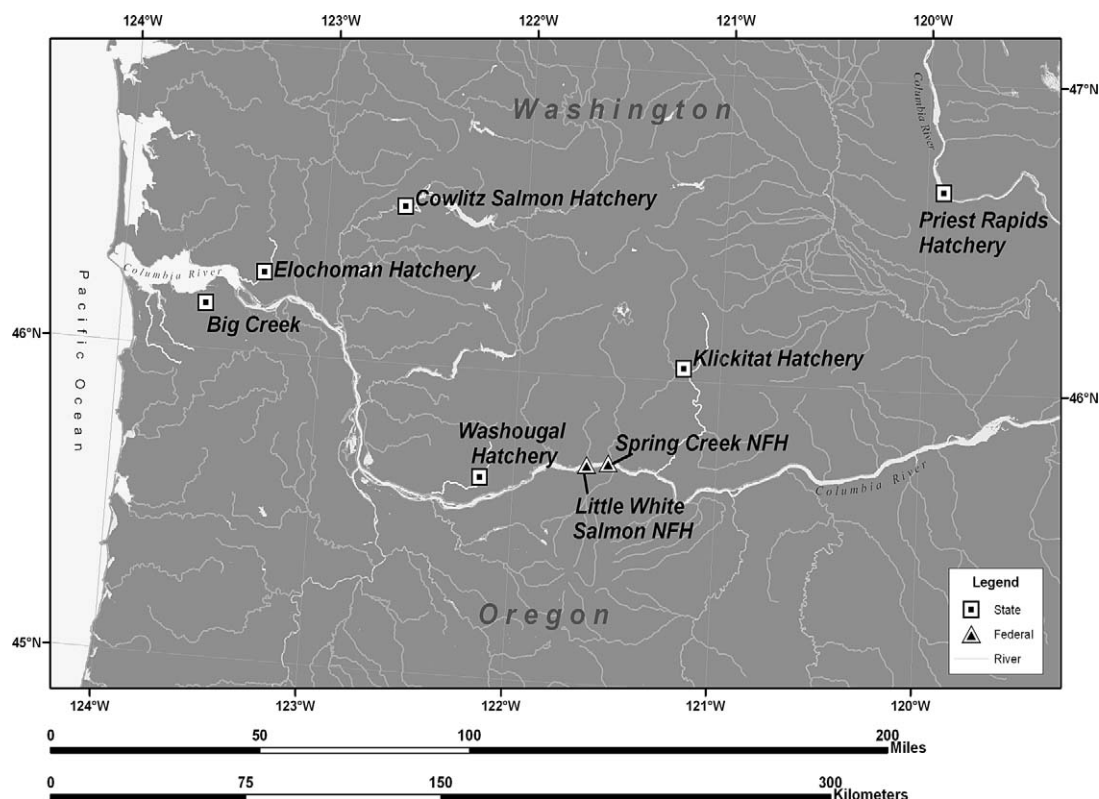 124°W
123°W
122°W
121°W
120°W
47°N
Washington
Columbia River
Cowlitz Salmon Hatchery
Priest Rapids
Hatchery
Columbia River
Elochoman Hatchery
Big Creek
Pacific Ocean
46°N
Klickitat Hatchery
46°N
Washougal
Hatchery
Spring Creek NFH
Little White
Salmon NFH
Columbia River
Oregon
45°N
Legend
State
Federal
River
124°W
123°W
122°W
121°W
120°W
0
50
100
200
Miles
0
75
150
300
Kilometers